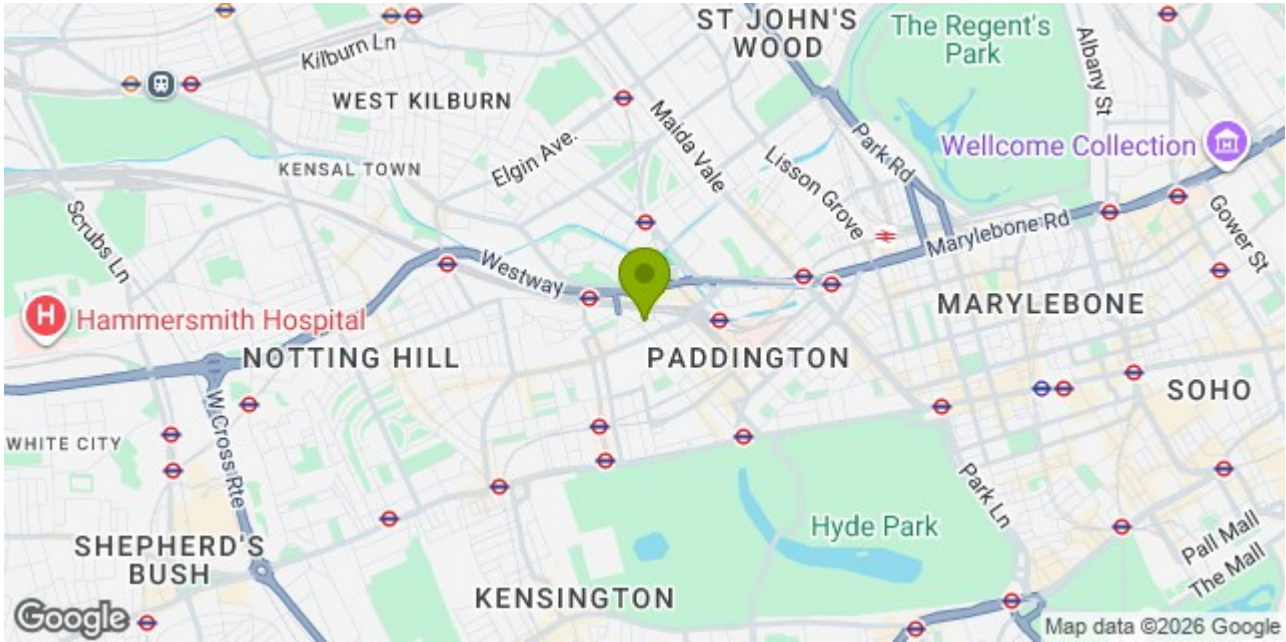 ST JOHN'S
WOOD
The Regent's
Park
Albany St
Kilburn Ln
WEST KILBURN
Maida Vale
Park Rd
Wellcome Collection
Elgin Ave.
Lisson Grove
KENSAL TOWN
Scrubs Ln
Gower St
Marylebone Rd
Westway
MARYLEBONE
H
Hammersmith Hospital
NOTTING HILL
PADDINGTON
SOHO
WHITE CITY
W Cross Rte
Park Ln
Hyde Park
Pall Mall
The Mall
SHEPHERD'S
BUSH
KENSINGTON
Google
Map data ©2026 Google